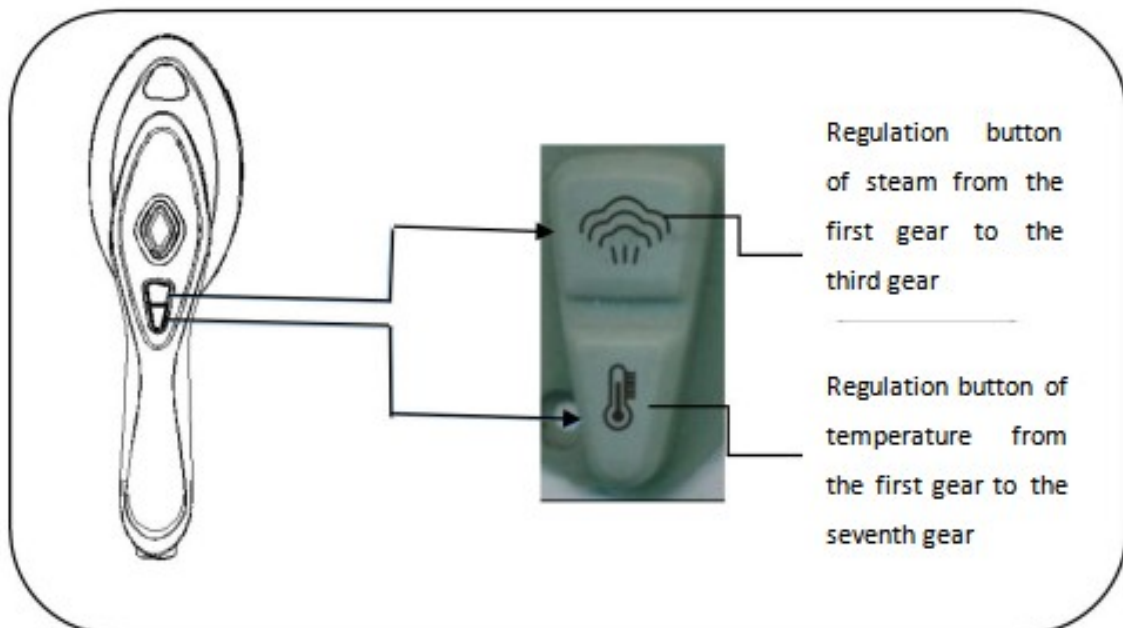 Regulation button
of steam from the
first gear to the
third gear
Regulation button of
temperature from
the first gear to the
seventh gear